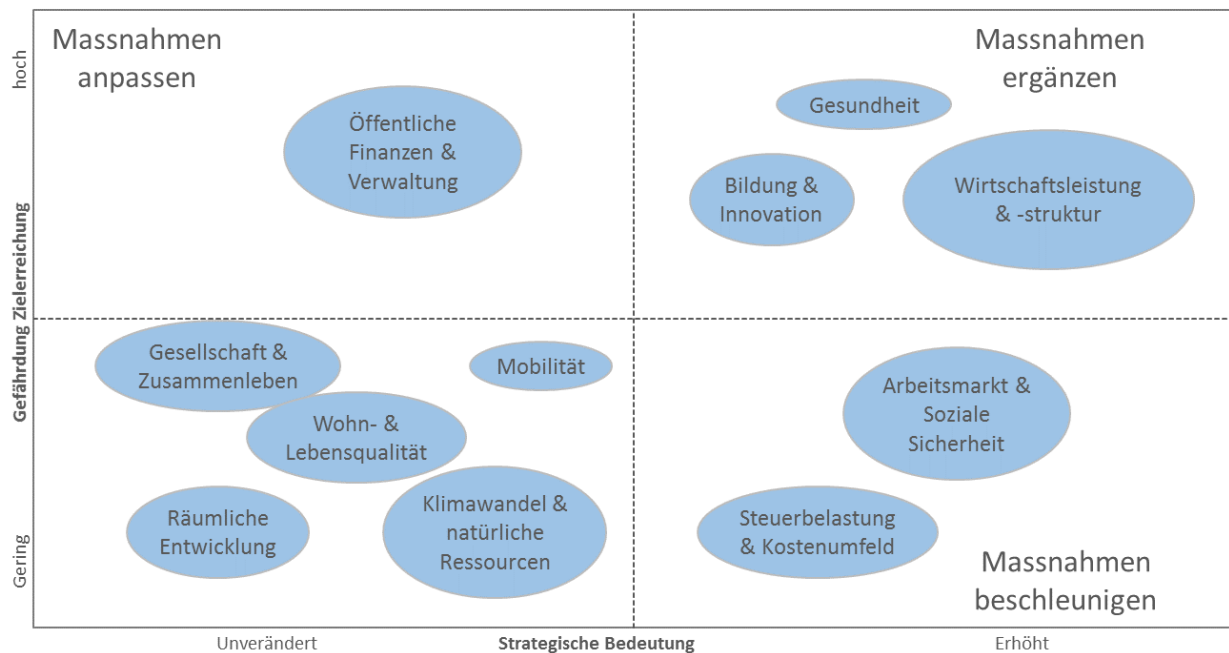 Massnahmen
anpassen
Massnahmen
ergänzen
hoch
Gefährdung Zielerreichung
Gering
Öffentliche
Finanzen &
Verwaltung
Gesundheit
Bildung &
Innovation
Wirtschaftsleistung
& -struktur
Gesellschaft &
Zusammenleben
Mobilität
Wohn- &
Lebensqualität
Räumliche
Entwicklung
Klimawandel &
natürliche
Ressourcen
Arbeitsmarkt &
Soziale
Sicherheit
Steuerbelastung
& Kostenumfeld
Massnahmen
beschleunigen
Unverändert
Strategische Bedeutung
Erhöht